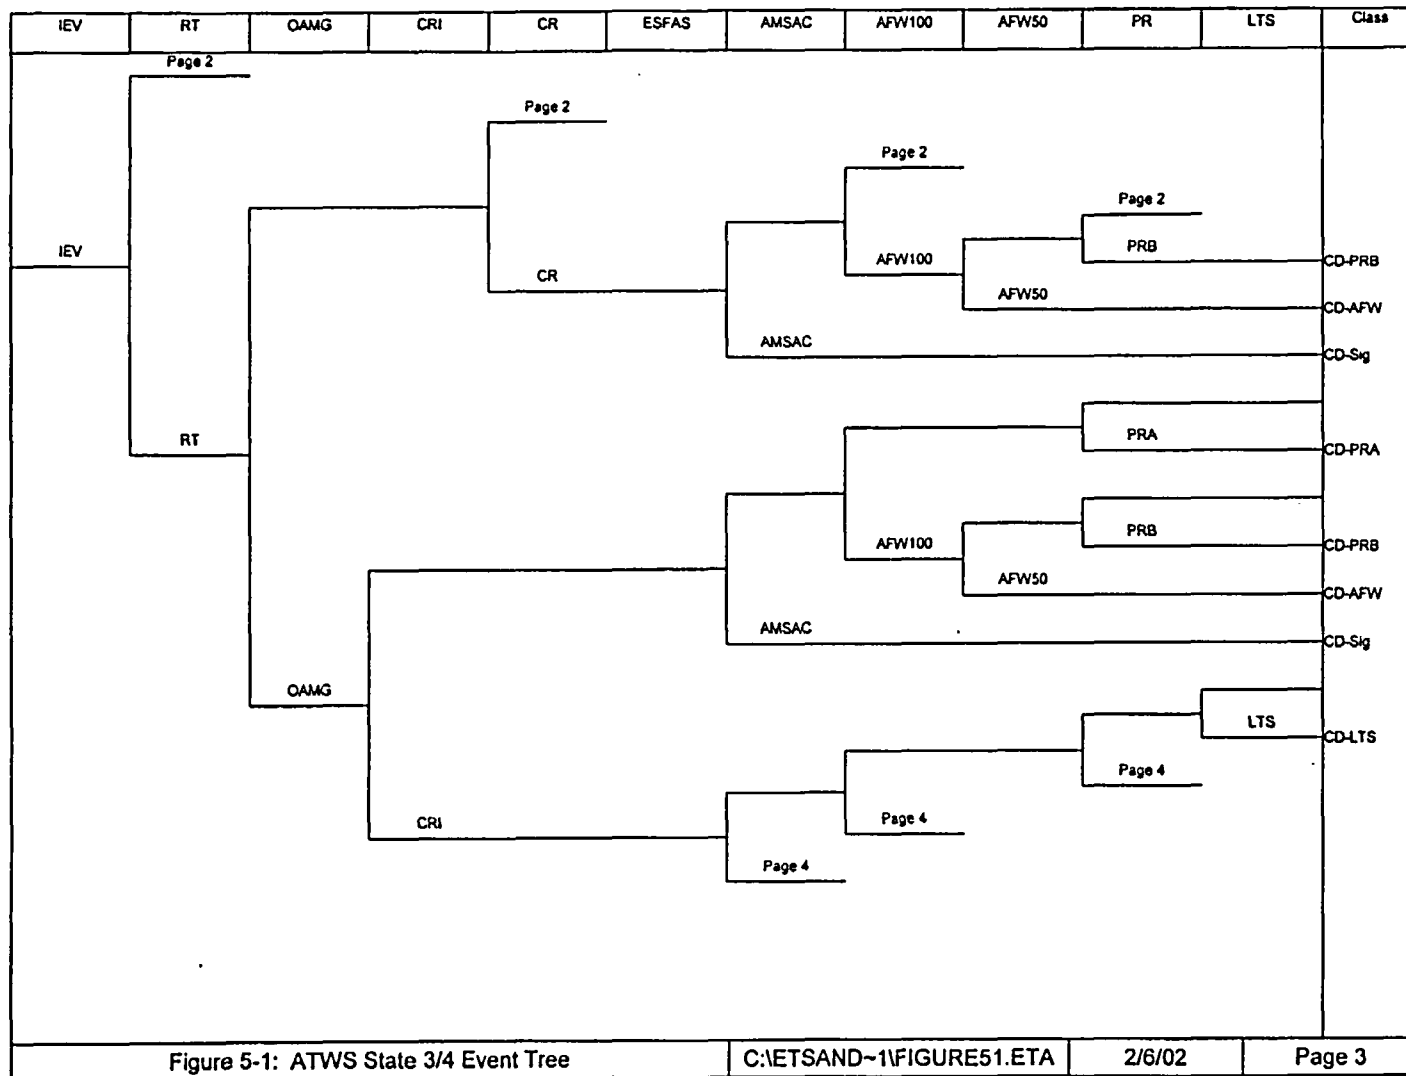 IEV RT OAMG CRI CR ESFAS AMSAC AFW100 AFW50 PR LTS Class
Page 2
Page 2
Page 2
Page 2
IEV
PRB
CD-PRB
AFW100
CR
AFW50
CD-AFW
AMSAC
CD-Sig
RT
PRA
CD-PRA
PRB
CD-PRB
AFW100
AFW50
CD-AFW
AMSAC
CD-Sig
OAMG
LTS
CD-LTS
Page 4
CRI
Page 4
Page 4
Figure 5-1: ATWS State 3/4 Event Tree C:\ETSAND~1\FIGURE51.ETA 2/6/02 Page 3